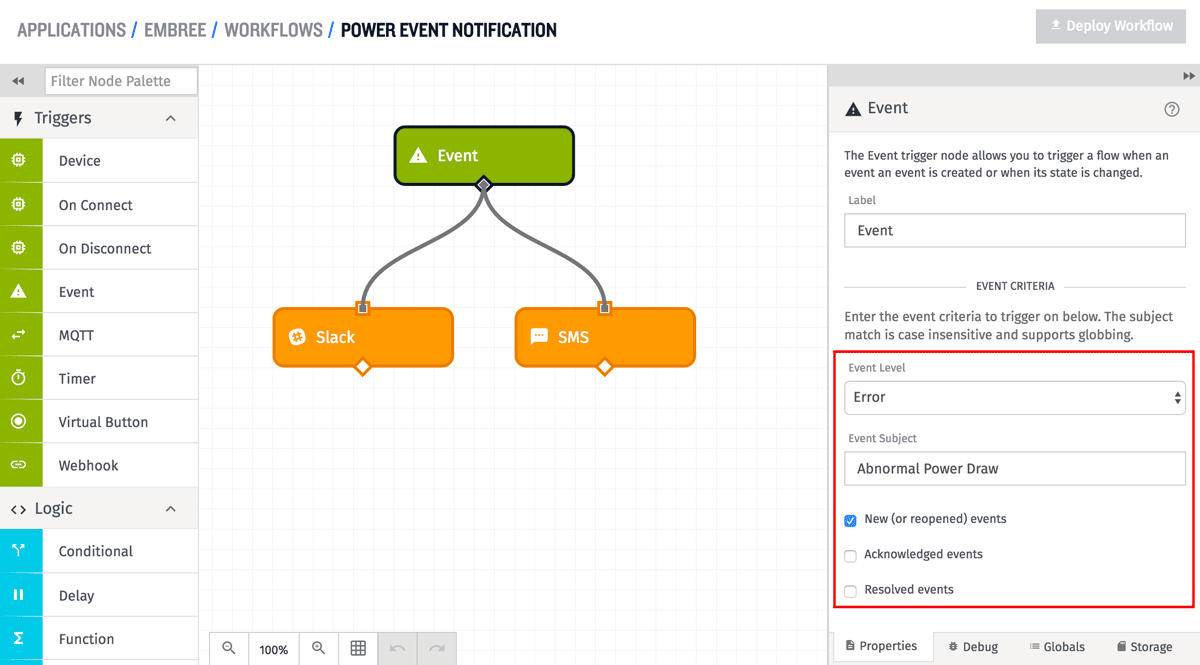 APPLICATIONS / EMBREE / WORKFLOWS / POWER EVENT NOTIFICATION
Deploy Workflow
Filter Node Palette
Triggers
Device
On Connect
On Disconnect
Event
MQTT
Timer
Virtual Button
Webhook
Logic
Conditional
Delay
Function
Event
Slack
SMS
100%
Event
The Event trigger node allows you to trigger a flow when an
event an event is created or when its state is changed.
Label
Event
EVENT CRITERIA
Enter the event criteria to trigger on below. The subject
match is case insensitive and supports globbing.
Event Level
Error
Event Subject
Abnormal Power Draw
New (or reopened) events
Acknowledged events
Resolved events
Properties
Debug
Globals
Storage